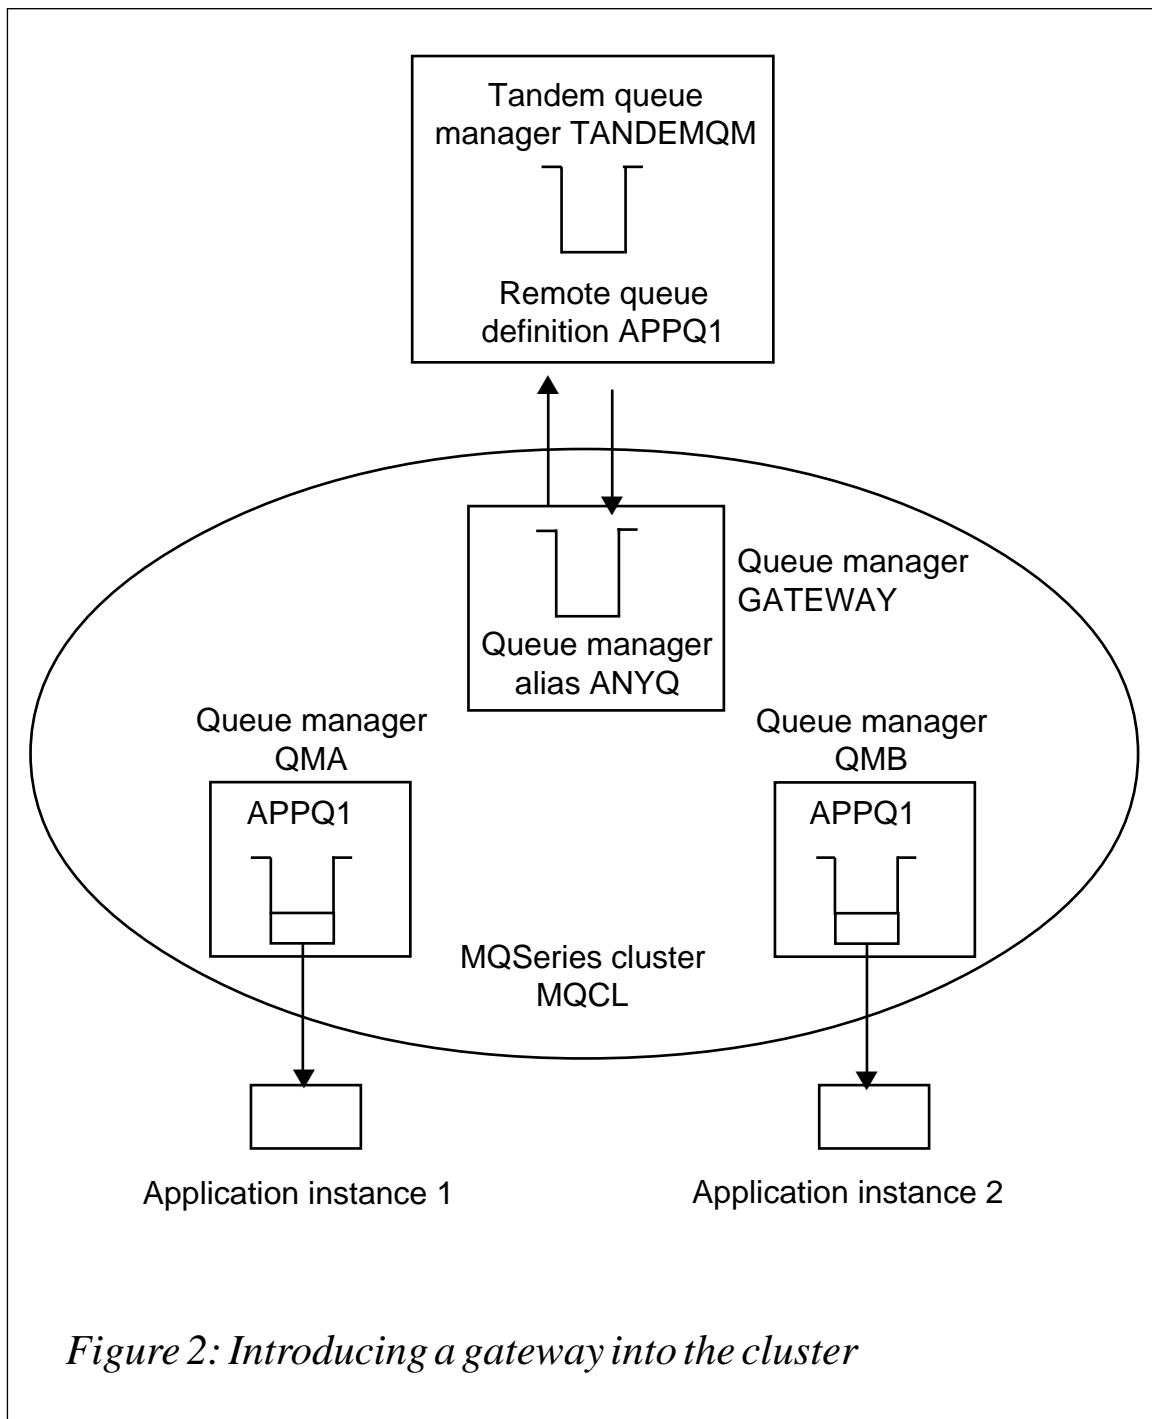 Tandem queue
manager TANDEMQM
Remote queue
definition APPQ1
Queue manager
GATEWAY
Queue manager
alias ANYQ
Queue manager
QMA
APPQ1
Queue manager
QMB
APPQ1
MQSeries cluster
MQCL
Application instance 1
Application instance 2
Figure 2: Introducing a gateway into the cluster